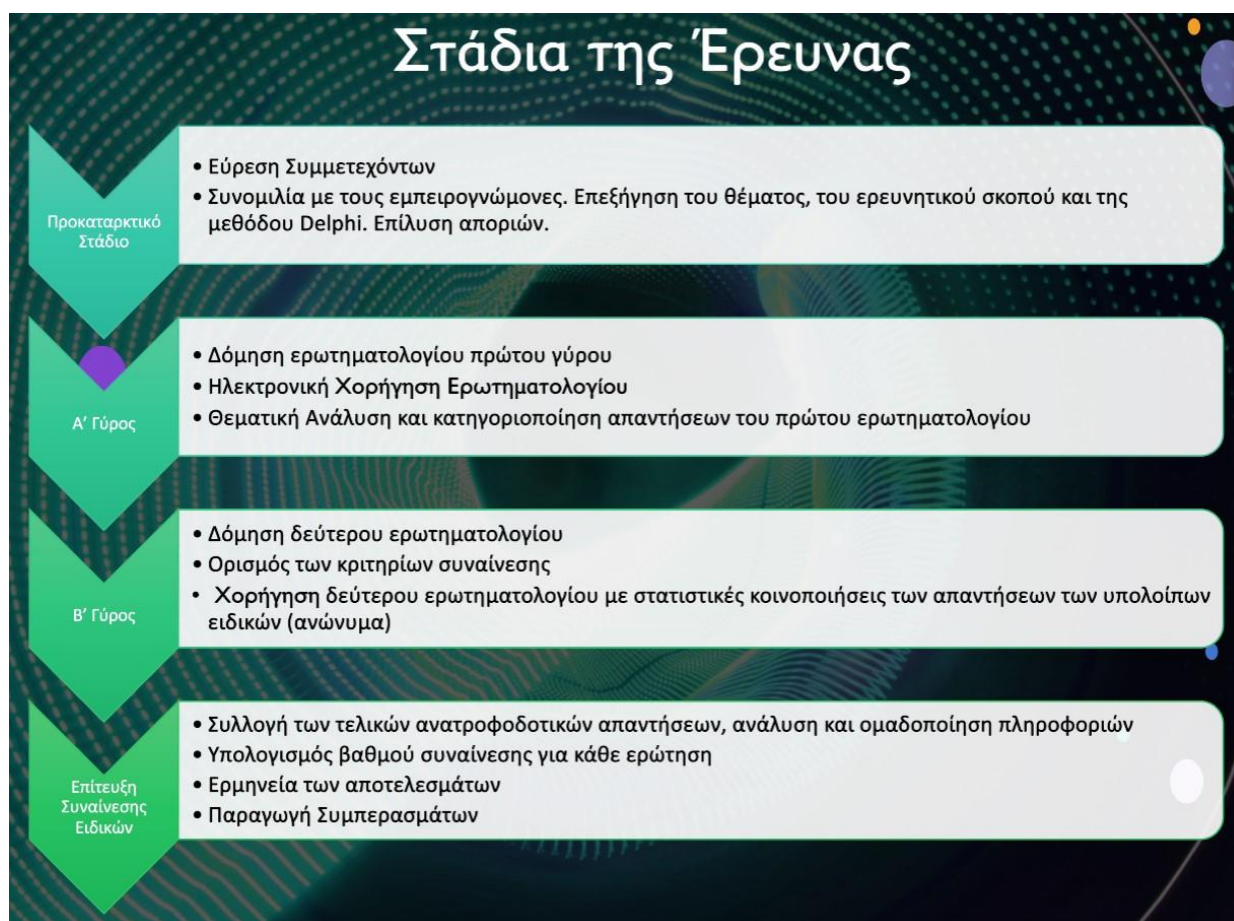 Στάδια της Έρευνας
Προκαταρκτικό
Στάδιο
• Εύρεση Συμμετεχόντων
• Συνομιλία με τους εμπειρογνώμονες. Επεξήγηση του θέματος, του ερευνητικού σκοπού και της
μεθόδου Delphi. Επίλυση αποριών.
Α’ Γύρος
• Δόμηση ερωτηματολογίου πρώτου γύρου
• Ηλεκτρονική Χορήγηση Ερωτηματολογίου
• Θεματική Ανάλυση και κατηγοριοποίηση απαντήσεων του πρώτου ερωτηματολογίου
Β’ Γύρος
• Δόμηση δεύτερου ερωτηματολογίου
• Ορισμός των κριτηρίων συναίνεσης
• Χορήγηση δεύτερου ερωτηματολογίου με στατιστικές κοινοποιήσεις των απαντήσεων των υπολοίπων
ειδικών (ανώνυμα)
Επίτευξη
Συναίνεσης
Ειδικών
• Συλλογή των τελικών ανατροφοδοτικών απαντήσεων, ανάλυση και ομαδοποίηση πληροφοριών
• Υπολογισμός βαθμού συναίνεσης για κάθε ερώτηση
• Ερμηνεία των αποτελεσμάτων
• Παραγωγή Συμπερασμάτων